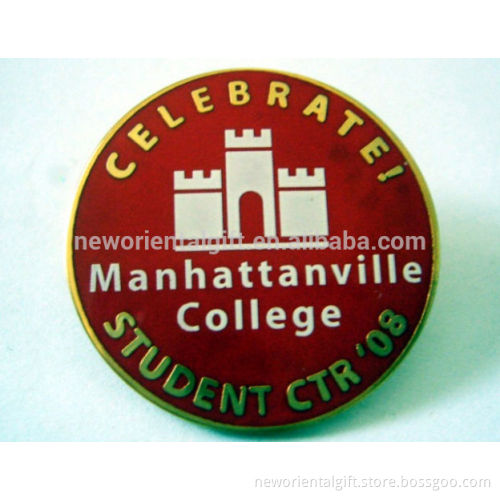 CELEBRATE!
neworientalgift.en.alibaba.com
Manhattanville
College
STUDENT CTR '08
neworientalgift.store.bossgoo.com